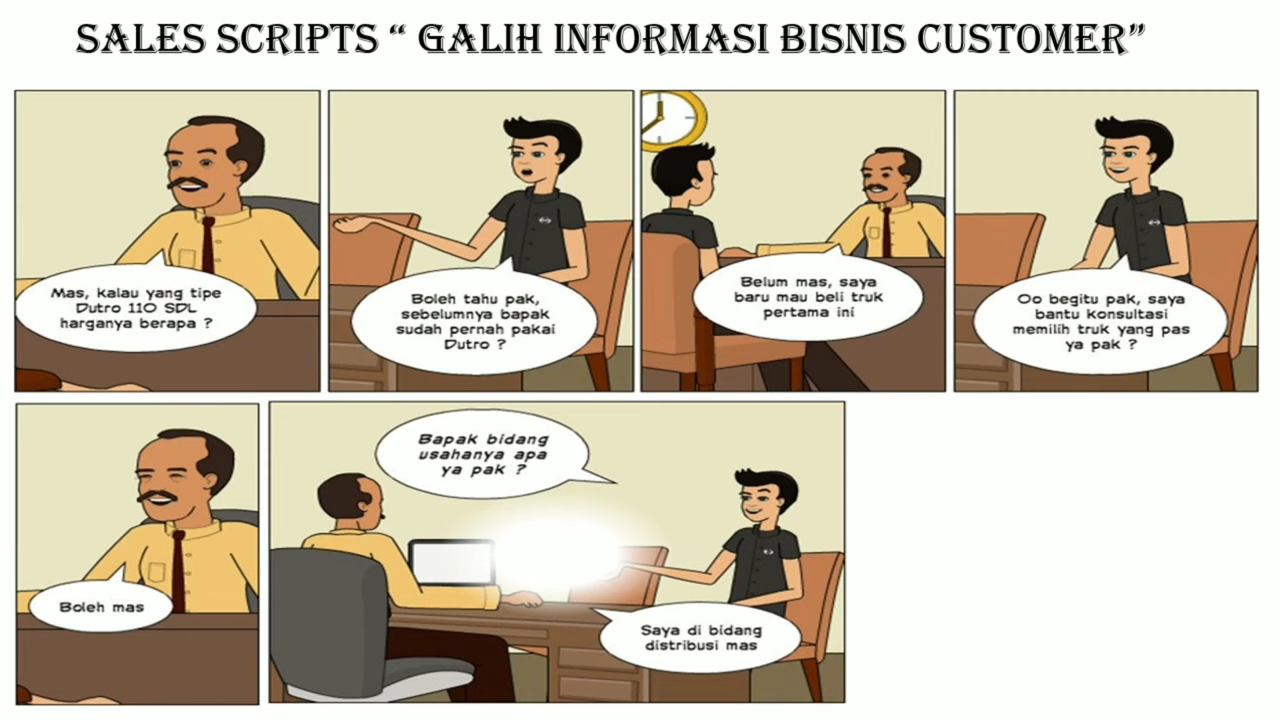 SALES SCRIPTS “ GALIH INFORMASI BISNIS CUSTOMER”
Mas, kalau yang tipe
Dutro 110 SDL
harganya berapa ?
Boleh tahu pak,
sebelumnya bapak
sudah pernah pakai
Dutro ?
Belum mas, saya
baru mau beli truk
pertama ini
Oo begitu pak, saya
bantu konsultasi
memilih truk yang pas
ya pak ?
Boleh mas
Bapak bidang
usahanya apa
ya pak ?
Saya di bidang
distribusi mas